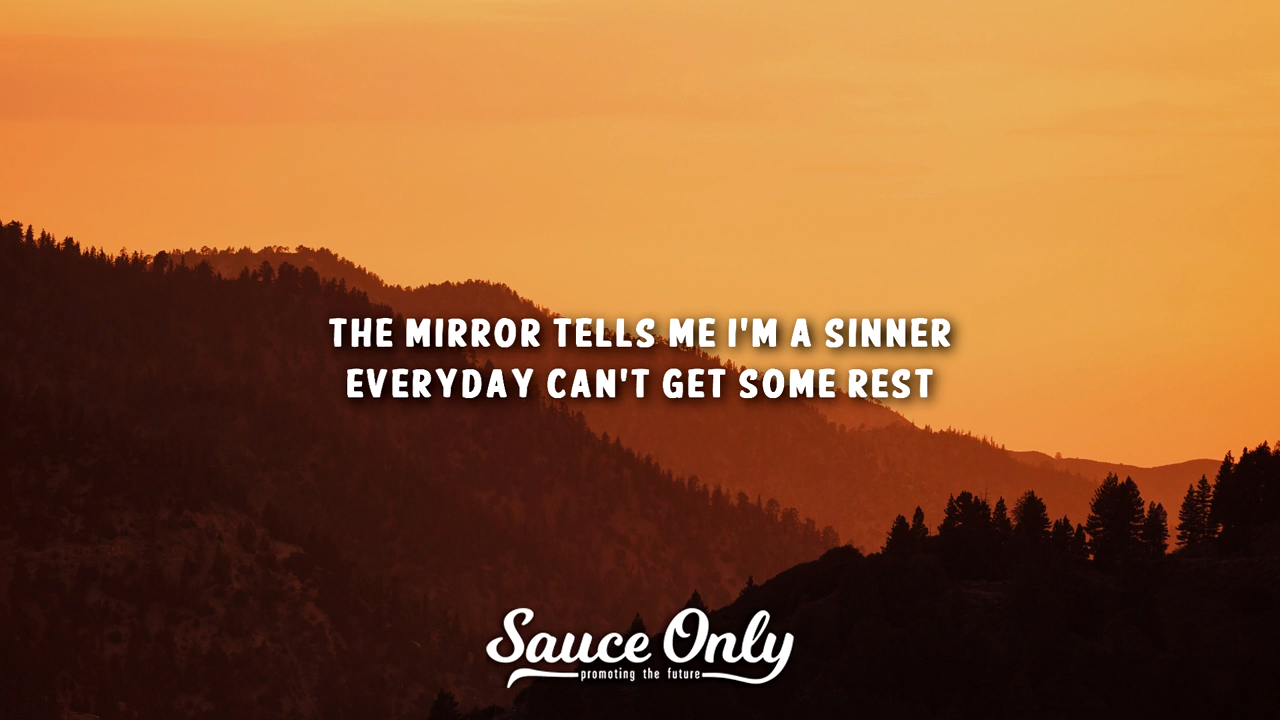 THE MIRROR TELLS ME I'M A SINNER
EVERYDAY CAN'T GET SOME REST
Sauce Only
promoting the future